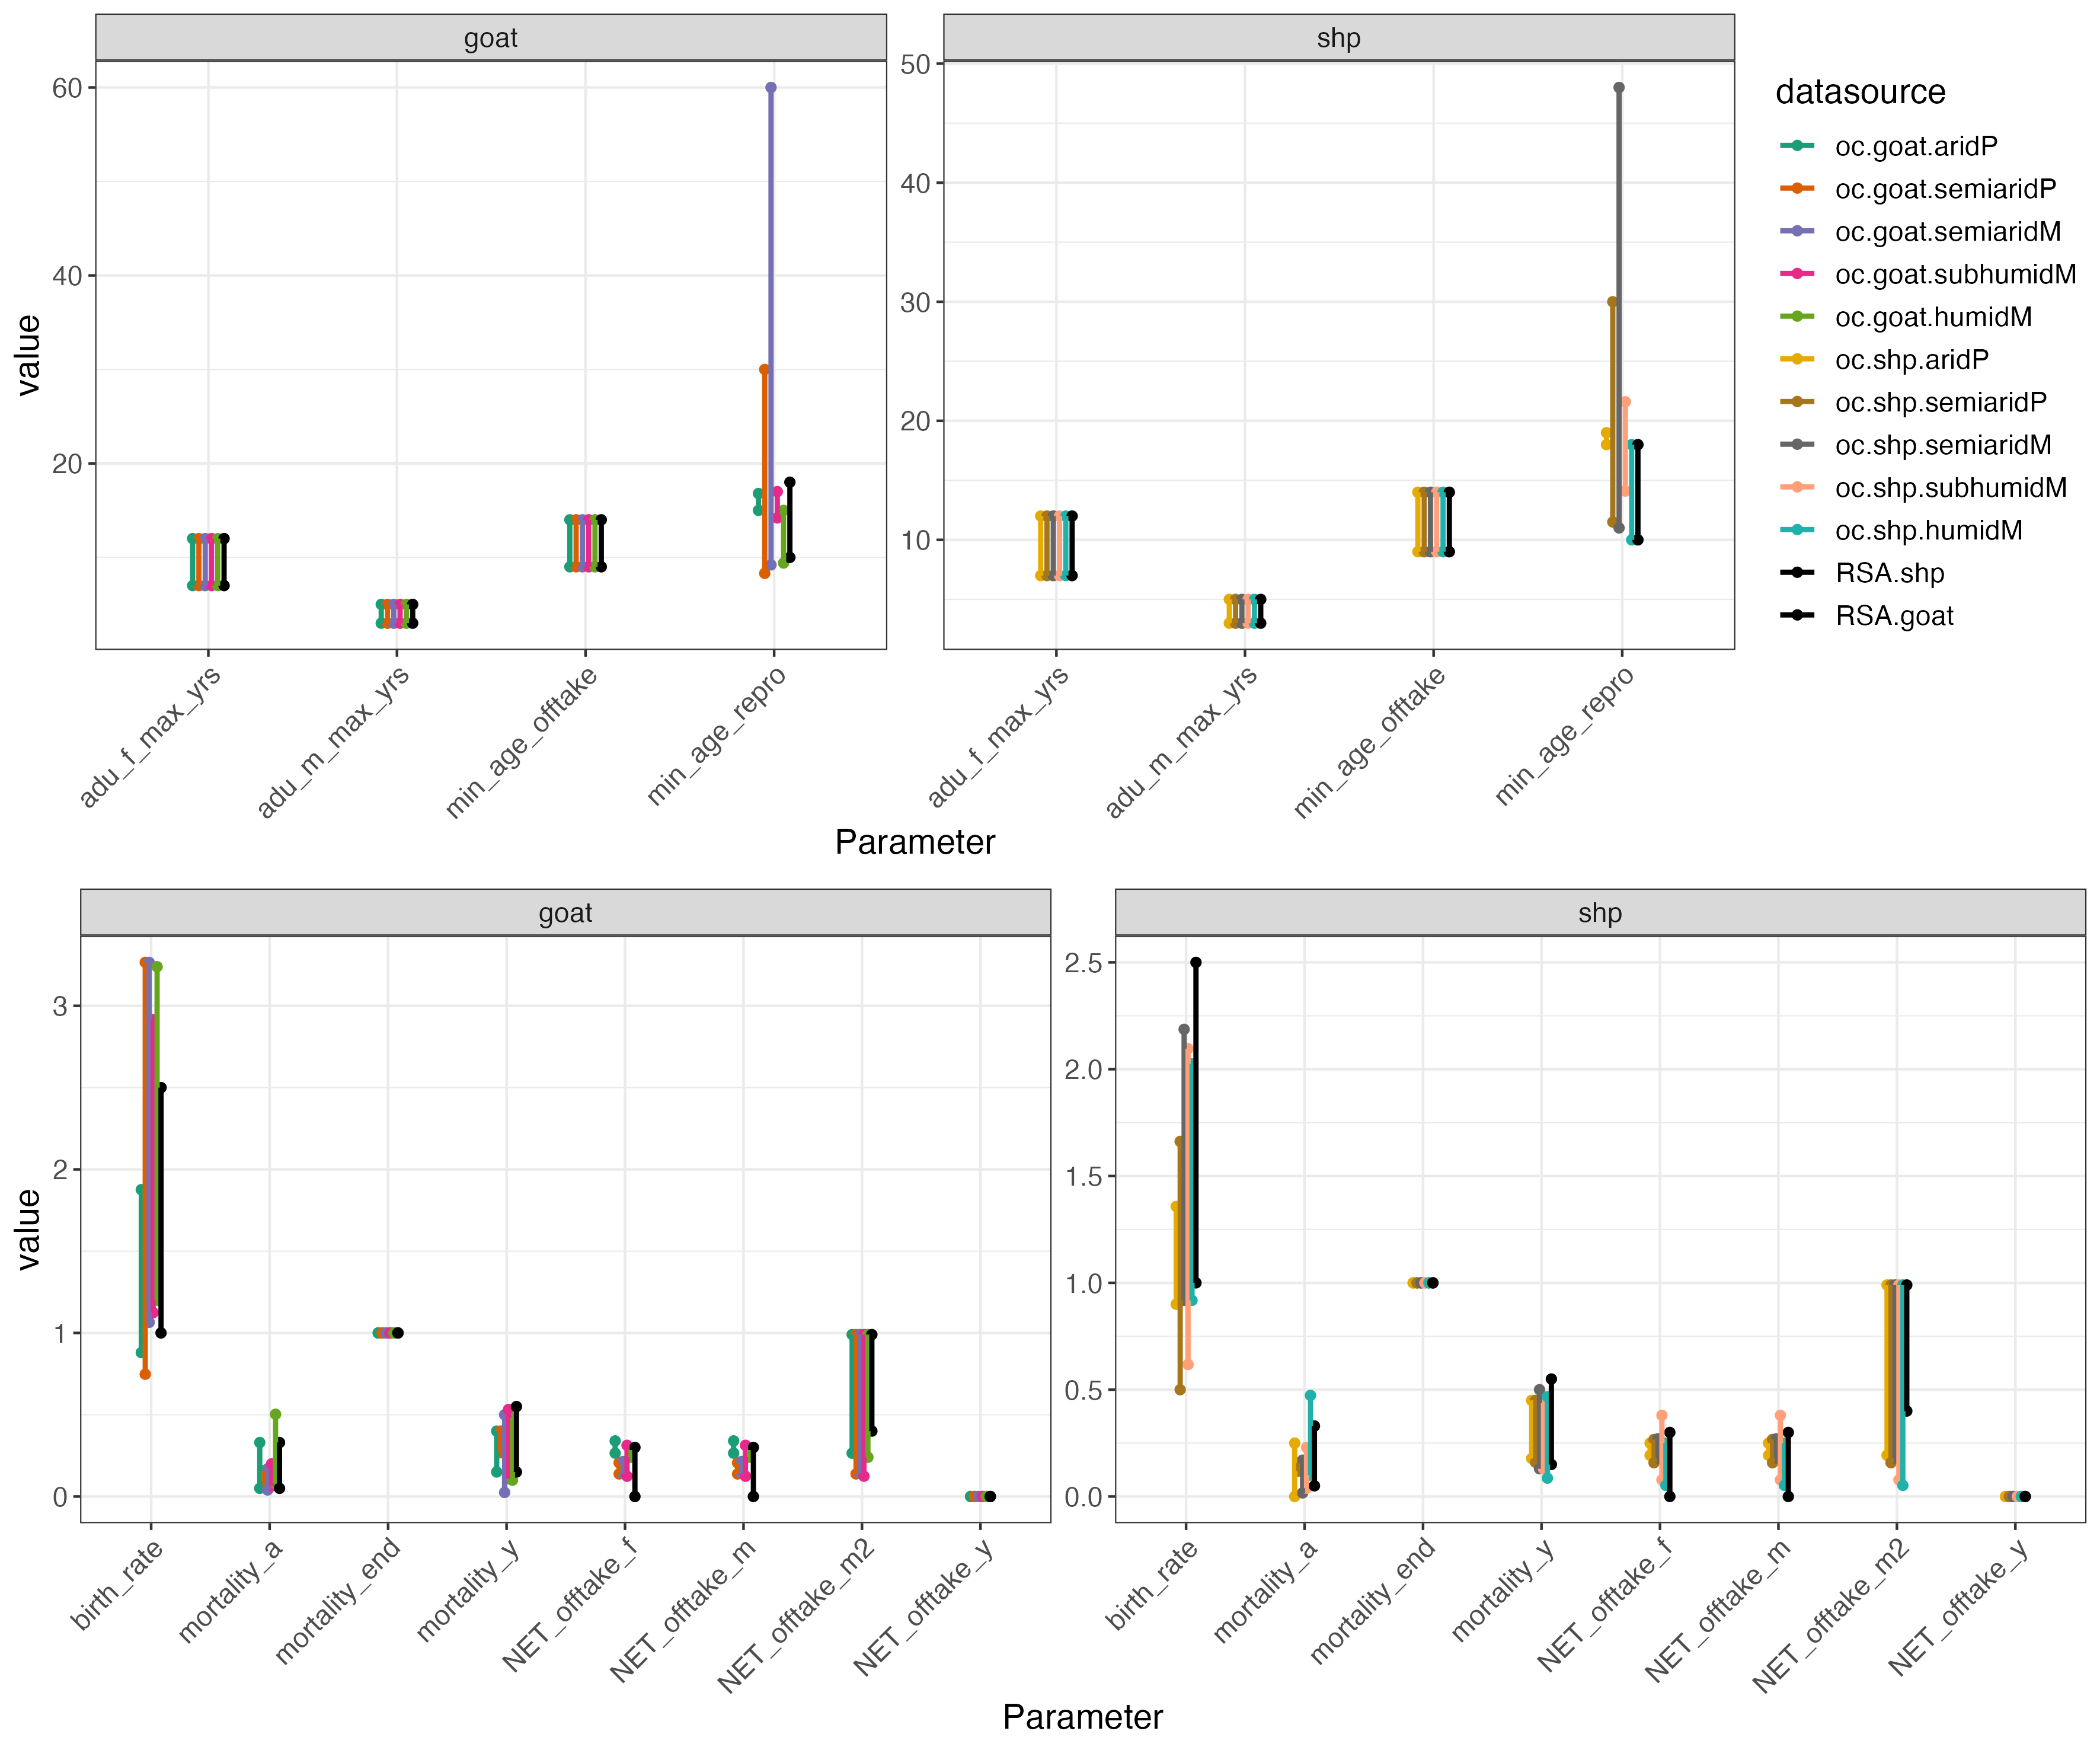 goat
shp
value
60
40
20
50
40
30
20
10
adu_f_max_yrs
adu_m_max_yrs
min_age_offtake
min_age_repro
adu_f_max_yrs
adu_m_max_yrs
min_age_offtake
min_age_repro
Parameter
datasource
oc.goat.aridP
oc.goat.semiaridP
oc.goat.semiaridM
oc.goat.subhumidM
oc.goat.humidM
oc.shp.aridP
oc.shp.semiaridP
oc.shp.semiaridM
oc.shp.subhumidM
oc.shp.humidM
RSA.shp
RSA.goat
goat
shp
value
3
2
1
0
2.5
2.0
1.5
1.0
0.5
0.0
birth_rate
mortality_a
mortality_end
mortality_y
NET_offtake_f
NET_offtake_m
NET_offtake_m2
NET_offtake_y
birth_rate
mortality_a
mortality_end
mortality_y
NET_offtake_f
NET_offtake_m
NET_offtake_m2
NET_offtake_y
Parameter